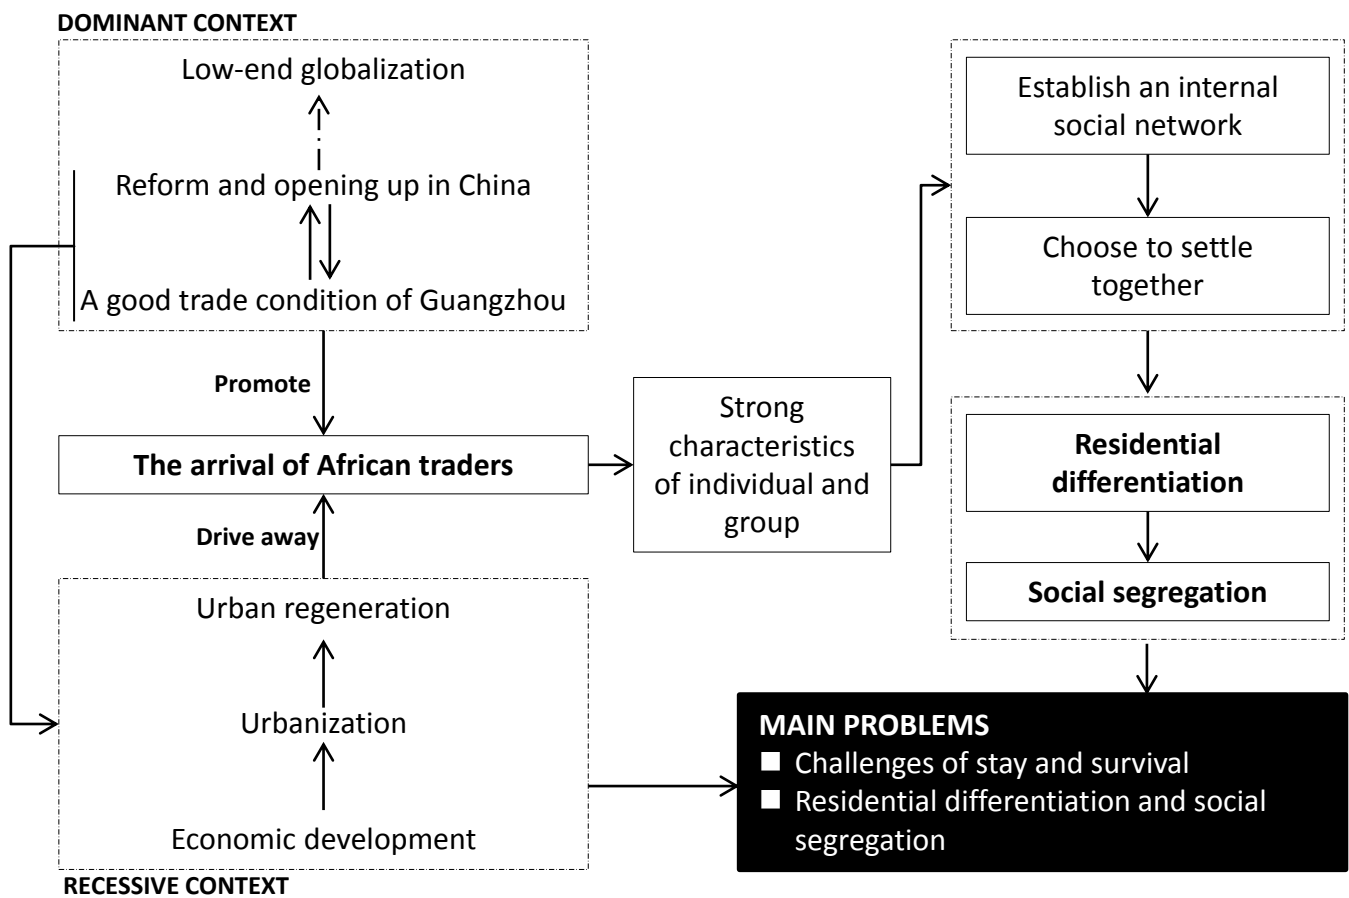 DOMINANT CONTEXT
Low-end globalization
Reform and opening up in China
A good trade condition of Guangzhou
Promote
The arrival of African traders
Drive away
Urban regeneration
Urbanization
Economic development
RECESSIVE CONTEXT
Strong
characteristics
of individual and
group
Establish an internal
social network
Choose to settle
together
Residential
differentiation
Social segregation
MAIN PROBLEMS
Challenges of stay and survival
Residential differentiation and social
segregation